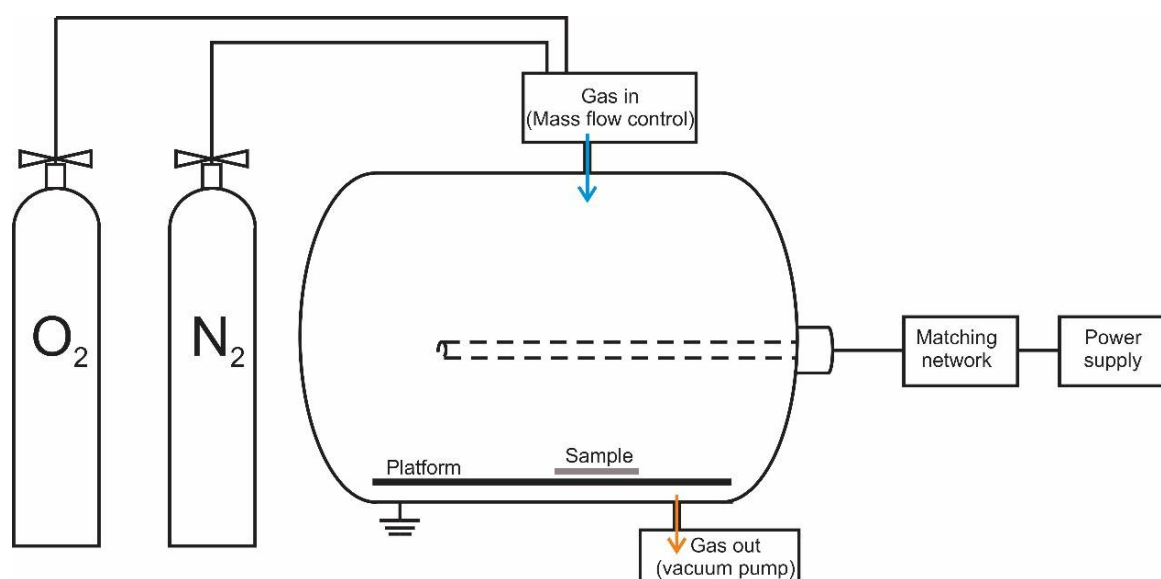 Gas in
(Mass flow control)
O₂
N₂
Matching
network
Power
supply
Platform
Sample
Gas out
(vacuum pump)